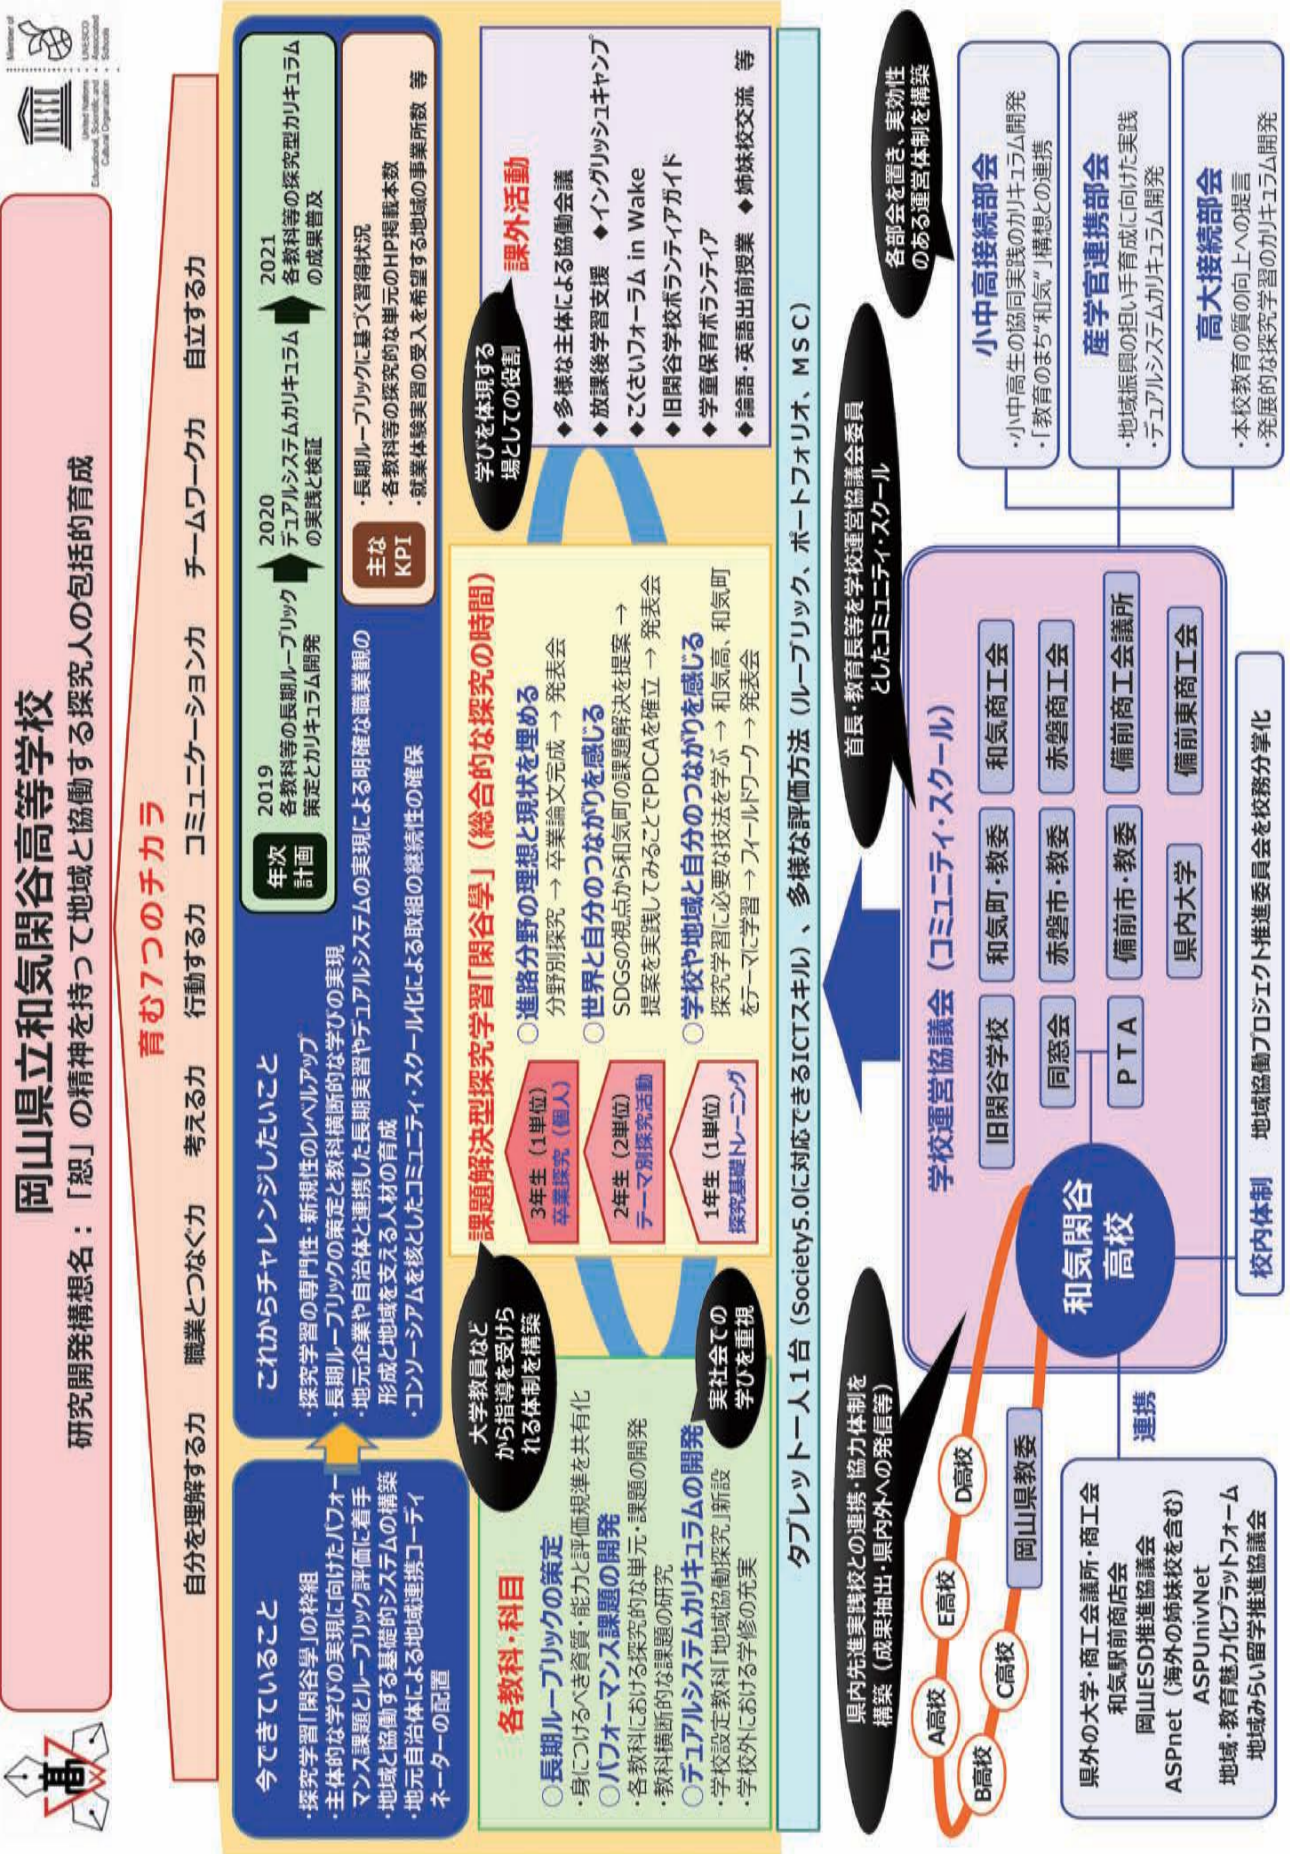 岡山県立和気閑谷高等学校
研究開発構想名：「恕」の精神を持って地域と協働する探究人の包括的育成
Member of
United Nations
Educational, Scientific and
Cultural Organization
UNESCO
Associated
Schools
育む7つのチカラ
自分を理解する力　職業とつなぐ力　考える力　行動する力　コミュニケーション力　チームワーク力　自立する力
今できていること
・探究学習「閑谷學」の枠組
・主体的な学びの実現に向けたパフォー
マンス課題とルーブリック評価に着手
・地域と協働する基礎的システムの構築
・地元自治体による地域連携コーディ
ネーターの配置
これからチャレンジしたいこと
・探究学習の専門性・新規性のレベルアップ
・長期ルーブリックの策定と教科横断的な学びの実現
・地元企業や自治体と連携した長期実習やデュアルシステムの実現による明確な職業観の
形成と地域を支える人材の育成
・コンソーシアムを核としたコミュニティ・スクール化による取組の継続性の確保
年次
計画
2019
各教科等の長期ルーブリック
策定とカリキュラム開発
2020
デュアルシステムカリキュラム
の実践と検証
2021
各教科等の探究型カリキュラム
の成果普及
主な
KPI
・長期ループリックに基づく習得状況
・各教科等の探究的な単元のHP掲載本数
・就業体験実習の受入を希望する地域の事業所数　等
各教科・科目
○長期ルーブリックの策定
・身につけるべき資質・能力と評価規準を共有化
○パフォーマンス課題の開発
・各教科における探究的な単元・課題の開発
・教科横断的な課題の研究
○デュアルシステムカリキュラムの開発
・学校設定教科「地域協働探究」新設
・学校外における学修の充実
大学教員など
から指導を受けら
れる体制を構築
実社会での
学びを重視
課題解決型探究学習「閑谷學」（総合的な探究の時間）
3年生（1単位）
卒業探究（個人）
○進路分野の理想と現状を埋める
分野別探究 → 卒業論文完成 → 発表会
2年生（2単位）
テーマ別探究活動
○世界と自分のつながりを感じる
SDGsの視点から和気町の課題解決を提案 →
提案を実践してみることでPDCAを確立 → 発表会
1年生（1単位）
探究基礎トレーニング
○学校や地域と自分のつながりを感じる
探究学習に必要な技法を学ぶ → 和気高、和気町
をテーマに学習 → フィールドワーク → 発表会
学びを体現する
場としての役割
課外活動
◆多様な主体による協働会議
◆放課後学習支援　◆イングリッシュキャンプ
◆こくさいフォーラム in Wake
◆旧閑谷学校ボランティアガイド
◆学童保育ボランティア
◆論語・英語出前授業　◆姉妹校交流　等
タブレット一人１台（Society5.0に対応できるICTスキル）、多様な評価方法（ルーブリック、ポートフォリオ、ＭＳＣ）
県内先進実践校との連携・協力体制を
構築（成果抽出・県内外への発信等）
首長・教育長等を学校運営協議会委員
としたコミュニティ・スクール
各部会を置き、実効性
のある運営体制を構築
A高校
B高校
C高校
E高校
D高校
岡山県教委
連携
県外の大学・商工会議所・商工会
和気駅前商店会
岡山ESD推進協議会
ASPnet（海外の姉妹校を含む）
ASPUnivNet
地域・教育魅力化プラットフォーム
地域みらい留学推進協議会
学校運営協議会（コミュニティ・スクール）
和気閑谷
高校
旧閑谷学校　和気町・教委　和気商工会
同窓会　赤磐市・教委　赤磐商工会
ＰＴＡ　備前市・教委　備前商工会議所
県内大学　備前東商工会
校内体制　地域協働プロジェクト推進委員会を校務分掌化
小中高接続部会
・小中高生の協同実践のカリキュラム開発
・「教育のまち“和気”」構想との連携
産学官連携部会
・地域振興の担い手育成に向けた実践
・デュアルシステムカリキュラム開発
高大接続部会
・本校教育の質の向上への提言
・発展的な探究学習のカリキュラム開発